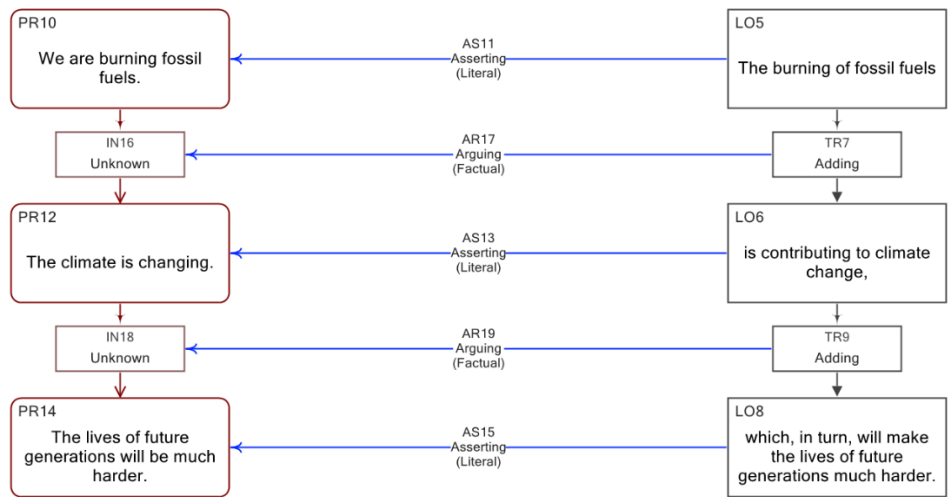 PR10
We are burning fossil
fuels.
AS11
Asserting
(Literal)
LO5
The burning of fossil fuels
IN16
Unknown
AR17
Arguing
(Factual)
TR7
Adding
PR12
The climate is changing.
AS13
Asserting
(Literal)
LO6
is contributing to climate
change,
IN18
Unknown
AR19
Arguing
(Factual)
TR9
Adding
PR14
The lives of future
generations will be much
harder.
AS15
Asserting
(Literal)
LO8
which, in turn, will make
the lives of future
generations much harder.